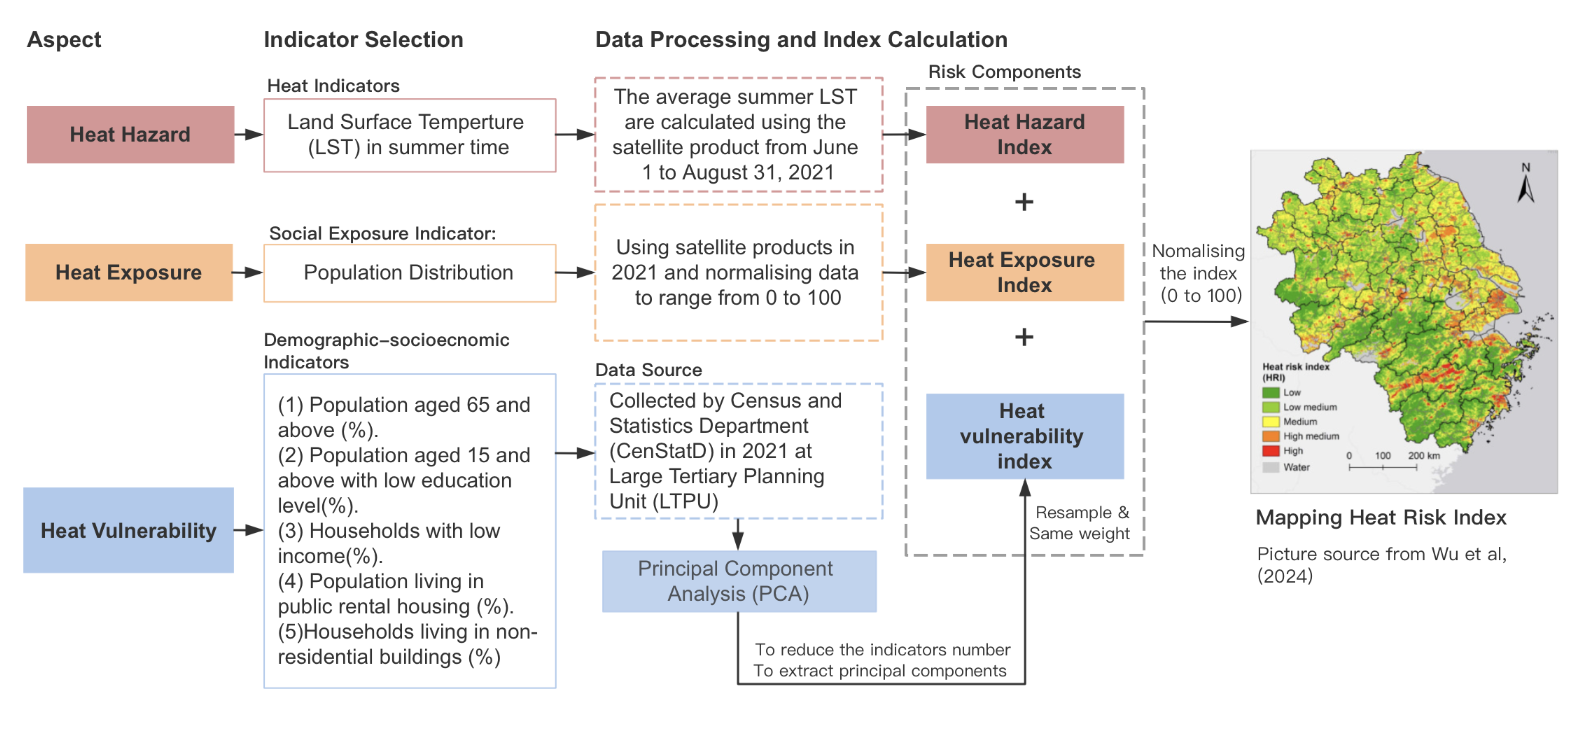 Aspect
Indicator Selection
Data Processing and Index Calculation
Heat Indicators
Risk Components
Heat Hazard
Land Surface Temperture
(LST) in summer time
The average summer LST
are calculated using the
satellite product from June
1 to August 31, 2021
Heat Hazard
Index
+
Social Exposure Indicator:
Heat Exposure
Population Distribution
Using satellite products in
2021 and normalising data
to range from 0 to 100
Heat Exposure
Index
+
Nomalising
the index
(0 to 100)
Demographic–socioecnomic
Indicators
(1) Population aged 65 and
above (%).
(2) Population aged 15 and
above with low education
level(%).
(3) Households with low
income(%).
(4) Population living in
public rental housing (%).
(5)Households living in non-
residential buildings (%)
Heat Vulnerability
Data Source
Collected by Census and
Statistics Department
(CenStatD) in 2021 at
Large Tertiary Planning
Unit (LTPU)
Principal Component
Analysis (PCA)
To reduce the indicators number
To extract principal components
Heat
vulnerability
index
Resample &
Same weight
N
Heat risk index
(HRI)
Low
Low medium
Medium
High medium
High
Water
0 100 200 km
Mapping Heat Risk Index
Picture source from Wu et al,
(2024)